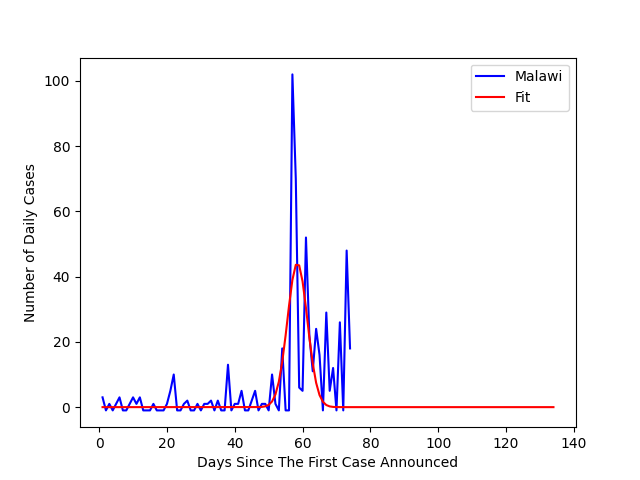 Malawi
Fit
100
80
60
40
20
0
Number of Daily Cases
0 20 40 60 80 100 120 140
Days Since The First Case Announced